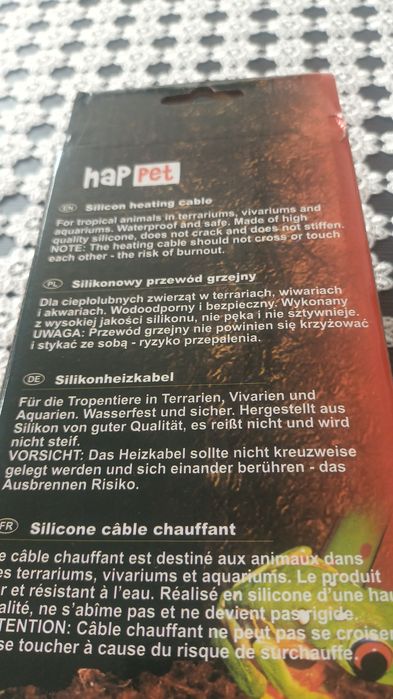 hap pet
EN Silicon heating cable
For tropical animals in terrariums, vivariums and
aquariums. Waterproof and safe. Made of high
quality silicone, does not crack and does not stiffen.
NOTE: The heating cable should not cross or touch
each other - the risk of burnout.
PL Silikonowy przewód grzejny
Dla ciepłolubnych zwierząt w terrariach, wiwariach
i akwariach. Wodoodporny i bezpieczny. Wykonany
z wysokiej jakości silikonu, nie pęka i nie sztywnieje.
UWAGA: Przewód grzejny nie powinien się krzyżować
i stykać ze sobą - ryzyko przepalenia.
DE Silikonheizkabel
Für die Tropentiere in Terrarien, Vivarien und
Aquarien. Wasserfest und sicher. Hergestellt aus
Silikon von guter Qualität, es reißt nicht und wird
nicht steif.
VORSICHT: Das Heizkabel sollte nicht kreuzweise
gelegt werden und sich einander berühren - das
Ausbrennen Risiko.
FR Silicone câble chauffant
e câble chauffant est destiné aux animaux dans
es terrariums, vivariums et aquariums. Le produit
r et résistant à l'eau. Réalisé en silicone d'une hau
alité, ne s'abîme pas et ne devient pas rigide.
TENTION: Câble chauffant ne peut pas se croiser
se toucher à cause du risque de surchauffe.